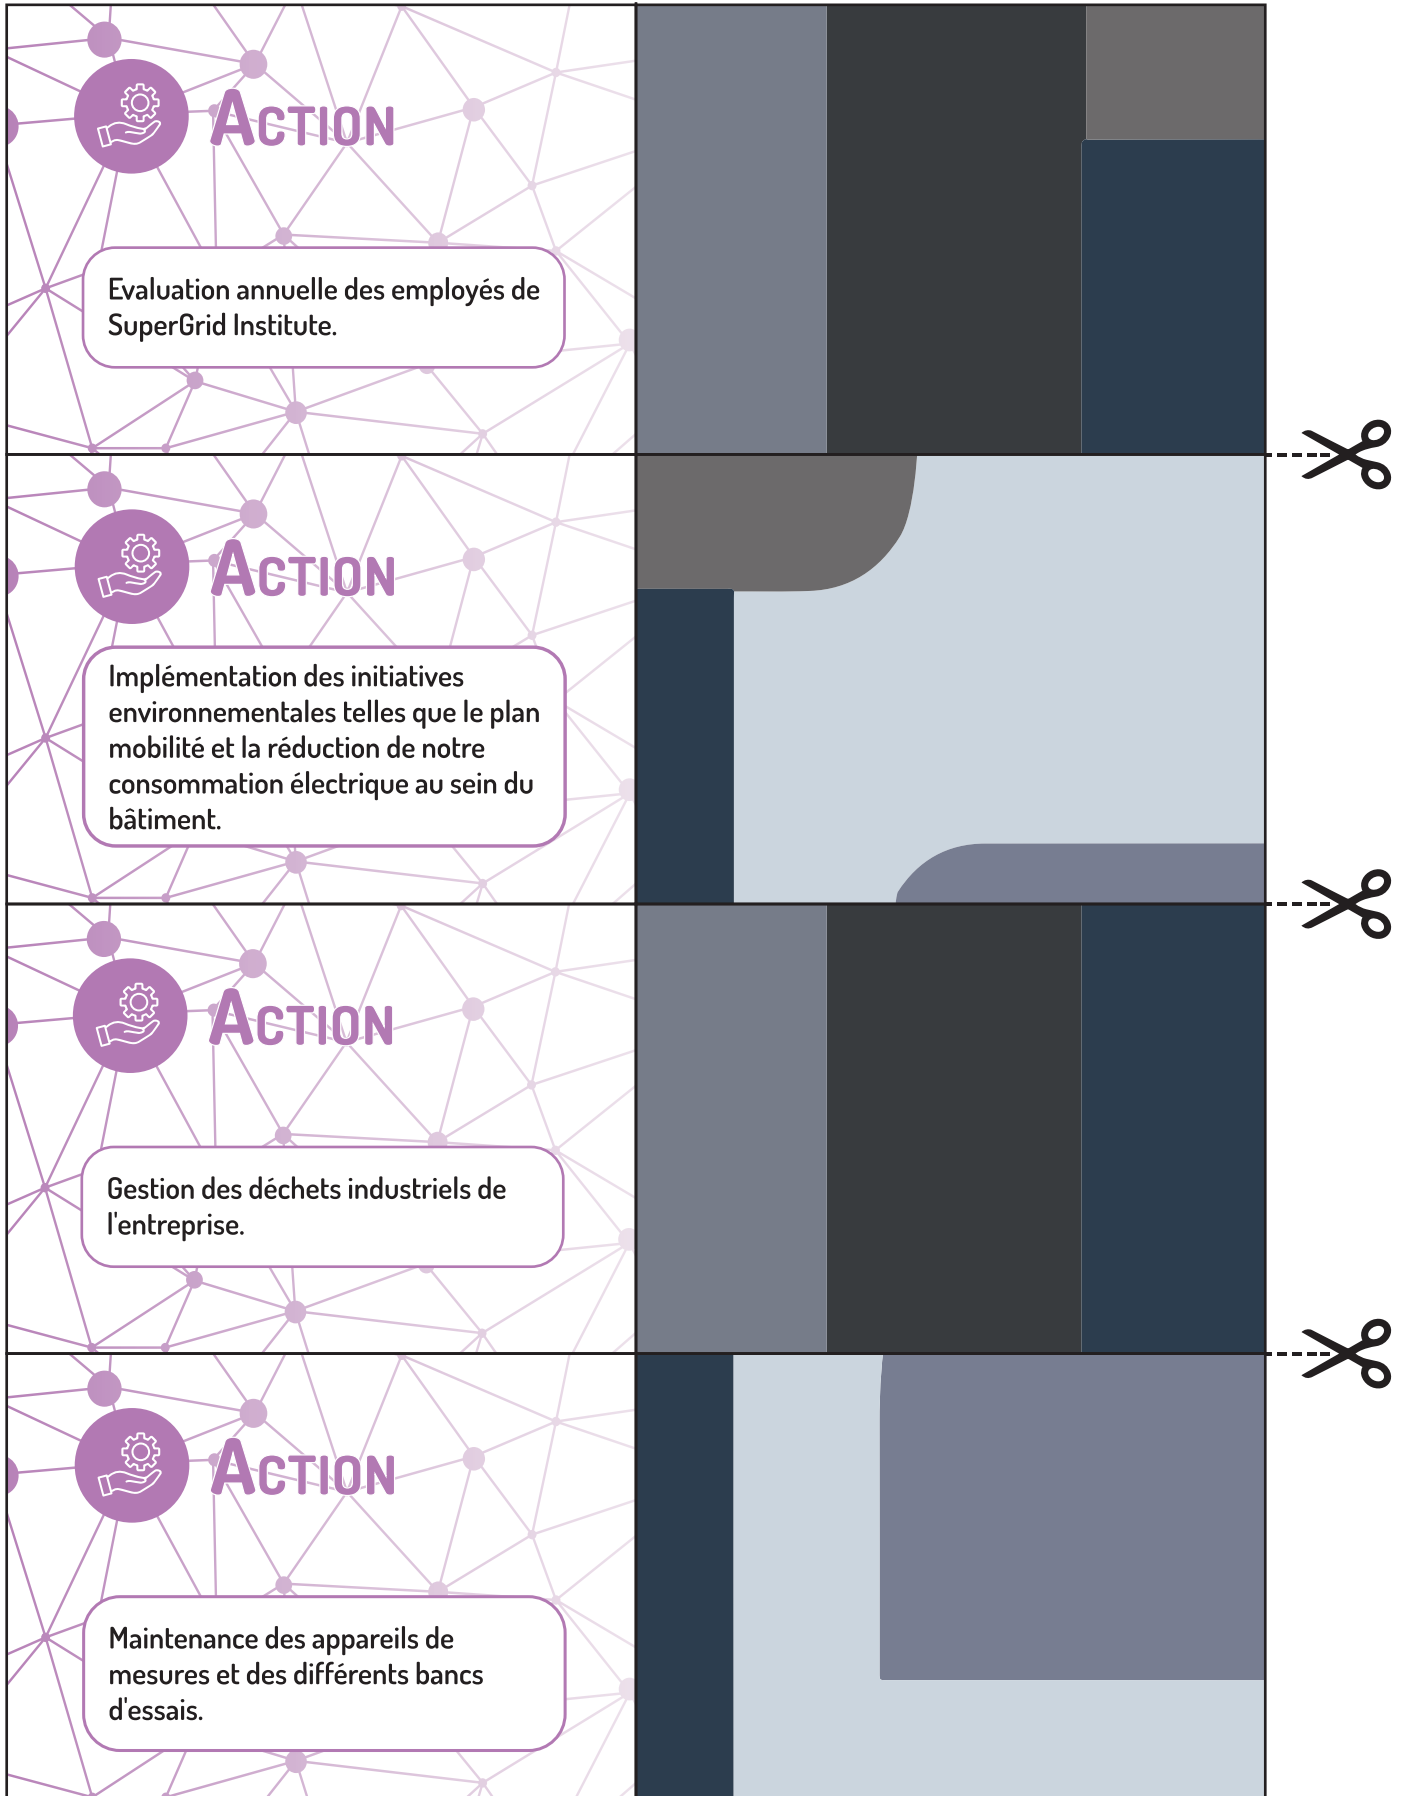 ACTION
Evaluation annuelle des employés de
SuperGrid Institute.
ACTION
Implémentation des initiatives
environnementales telles que le plan
mobilité et la réduction de notre
consommation électrique au sein du
bâtiment.
ACTION
Gestion des déchets industriels de
l'entreprise.
ACTION
Maintenance des appareils de
mesures et des différents bancs
d'essais.